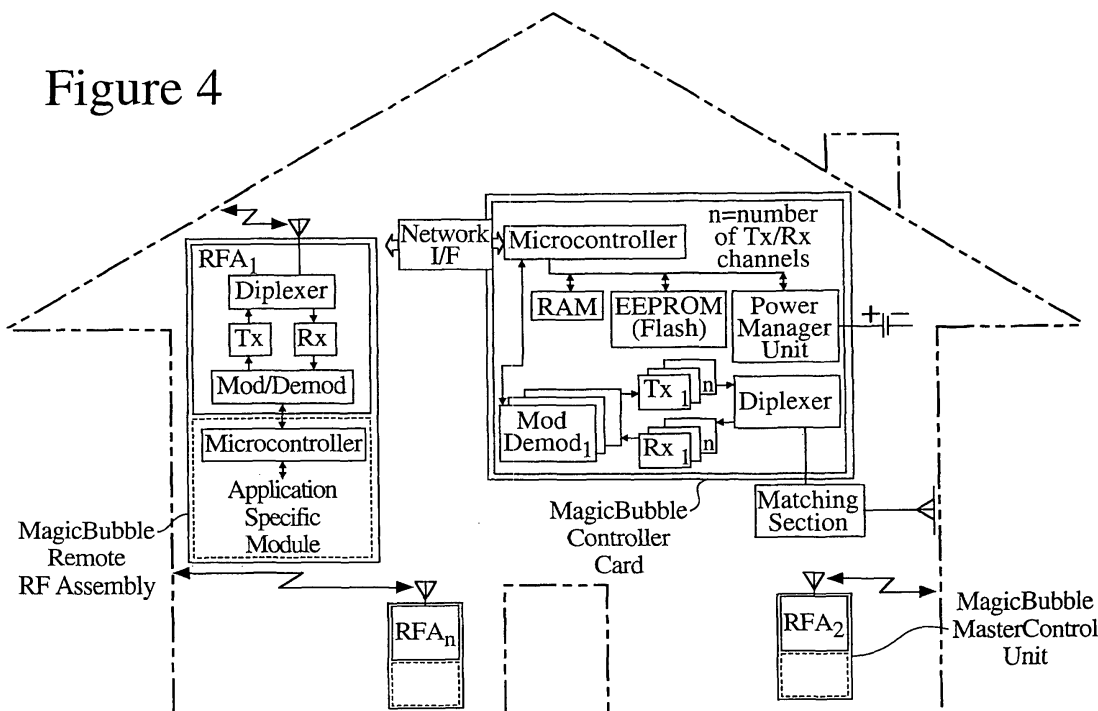 Figure 4
RFA1
Diplexer
Tx
Rx
Mod/Demod
Microcontroller
Application
Specific
Module
MagicBubble
Remote
RF Assembly
Network
I/F
Microcontroller
n=number
of Tx/Rx
channels
RAM
EEPROM
(Flash)
Power
Manager
Unit
+ −
Mod
Demod1
Tx 1 n
Rx 1 n
Diplexer
Matching
Section
MagicBubble
Controller
Card
RFAn
RFA2
MagicBubble
MasterControl
Unit